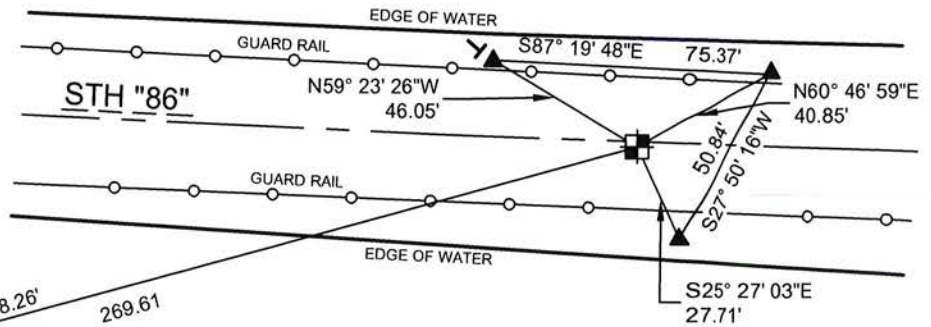 EDGE OF WATER
GUARD RAIL
S87° 19' 48"E 75.37'
N59° 23' 26"W
46.05'
N60° 46' 59"E
40.85'
STH "86"
50.84'
S27° 50' 16"W
GUARD RAIL
EDGE OF WATER
S25° 27' 03"E
27.71'
8.26'
269.61